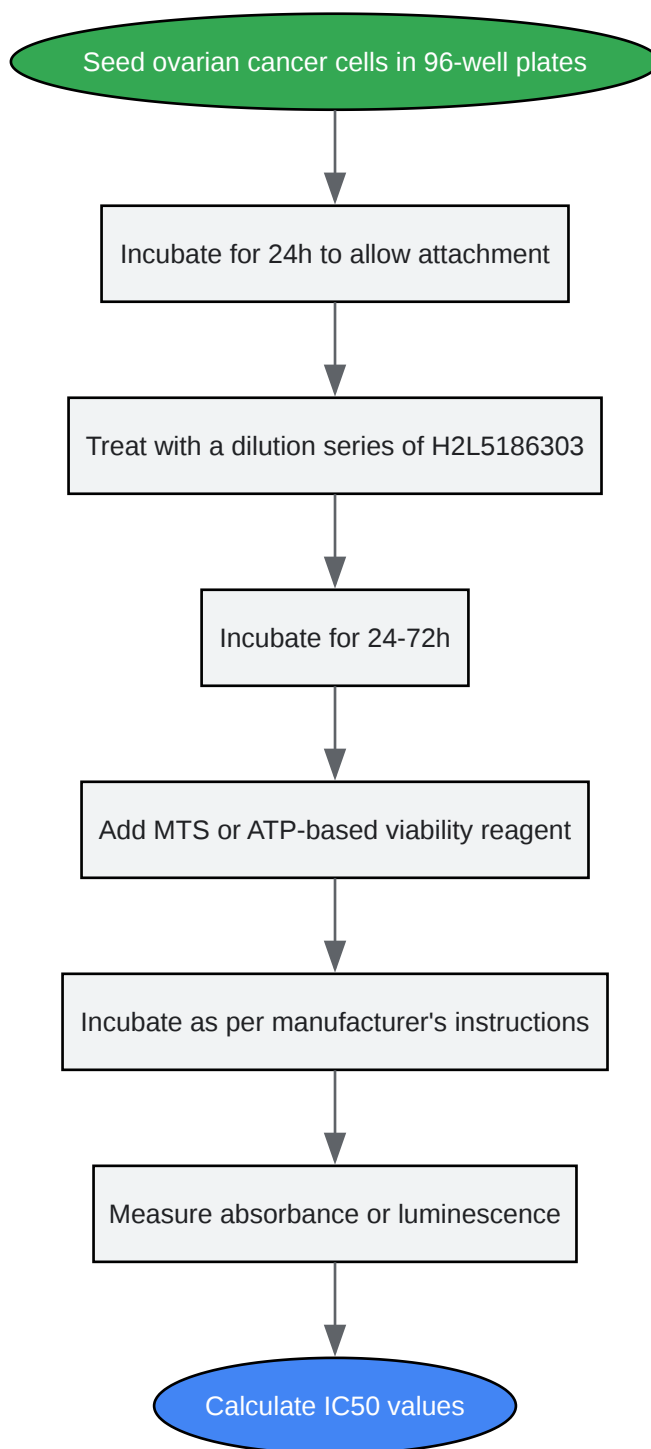 Seed ovarian cancer cells in 96-well plates
Incubate for 24h to allow attachment
Treat with a dilution series of H2L5186303
Incubate for 24-72h
Add MTS or ATP-based viability reagent
Incubate as per manufacturer's instructions
Measure absorbance or luminescence
Calculate IC50 values